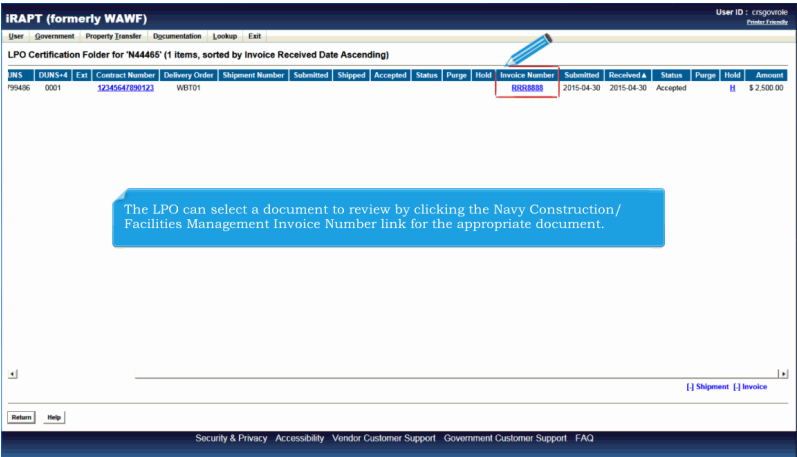 iRAPT (formerly WAWF)
User ID : crsgovrole
Printer Friendly
User Government Property Transfer Documentation Lookup Exit
LPO Certification Folder for 'N44465' (1 items, sorted by Invoice Received Date Ascending)
UNS DUNS+4 Ext Contract Number Delivery Order Shipment Number Submitted Shipped Accepted Status Purge Hold Invoice Number Submitted Received▲ Status Purge Hold Amount
799486 0001 12345647890123 WBT01 RRR8888 2015-04-30 2015-04-30 Accepted H $ 2,500.00
The LPO can select a document to review by clicking the Navy Construction/
Facilities Management Invoice Number link for the appropriate document.
[-] Shipment [-] Invoice
Return Help
Security & Privacy Accessibility Vendor Customer Support Government Customer Support FAQ